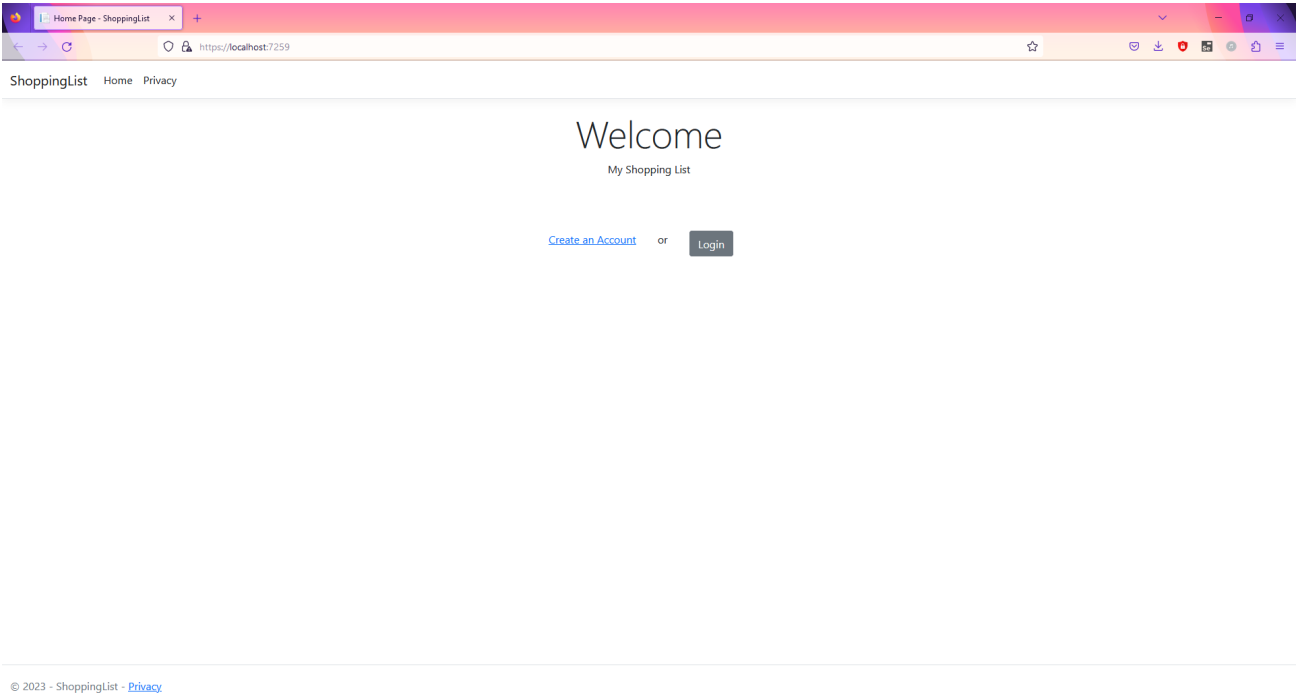 Home Page - ShoppingList
https://localhost:7259
ShoppingList Home Privacy
Welcome
My Shopping List
Create an Account or Login
© 2023 - ShoppingList - Privacy